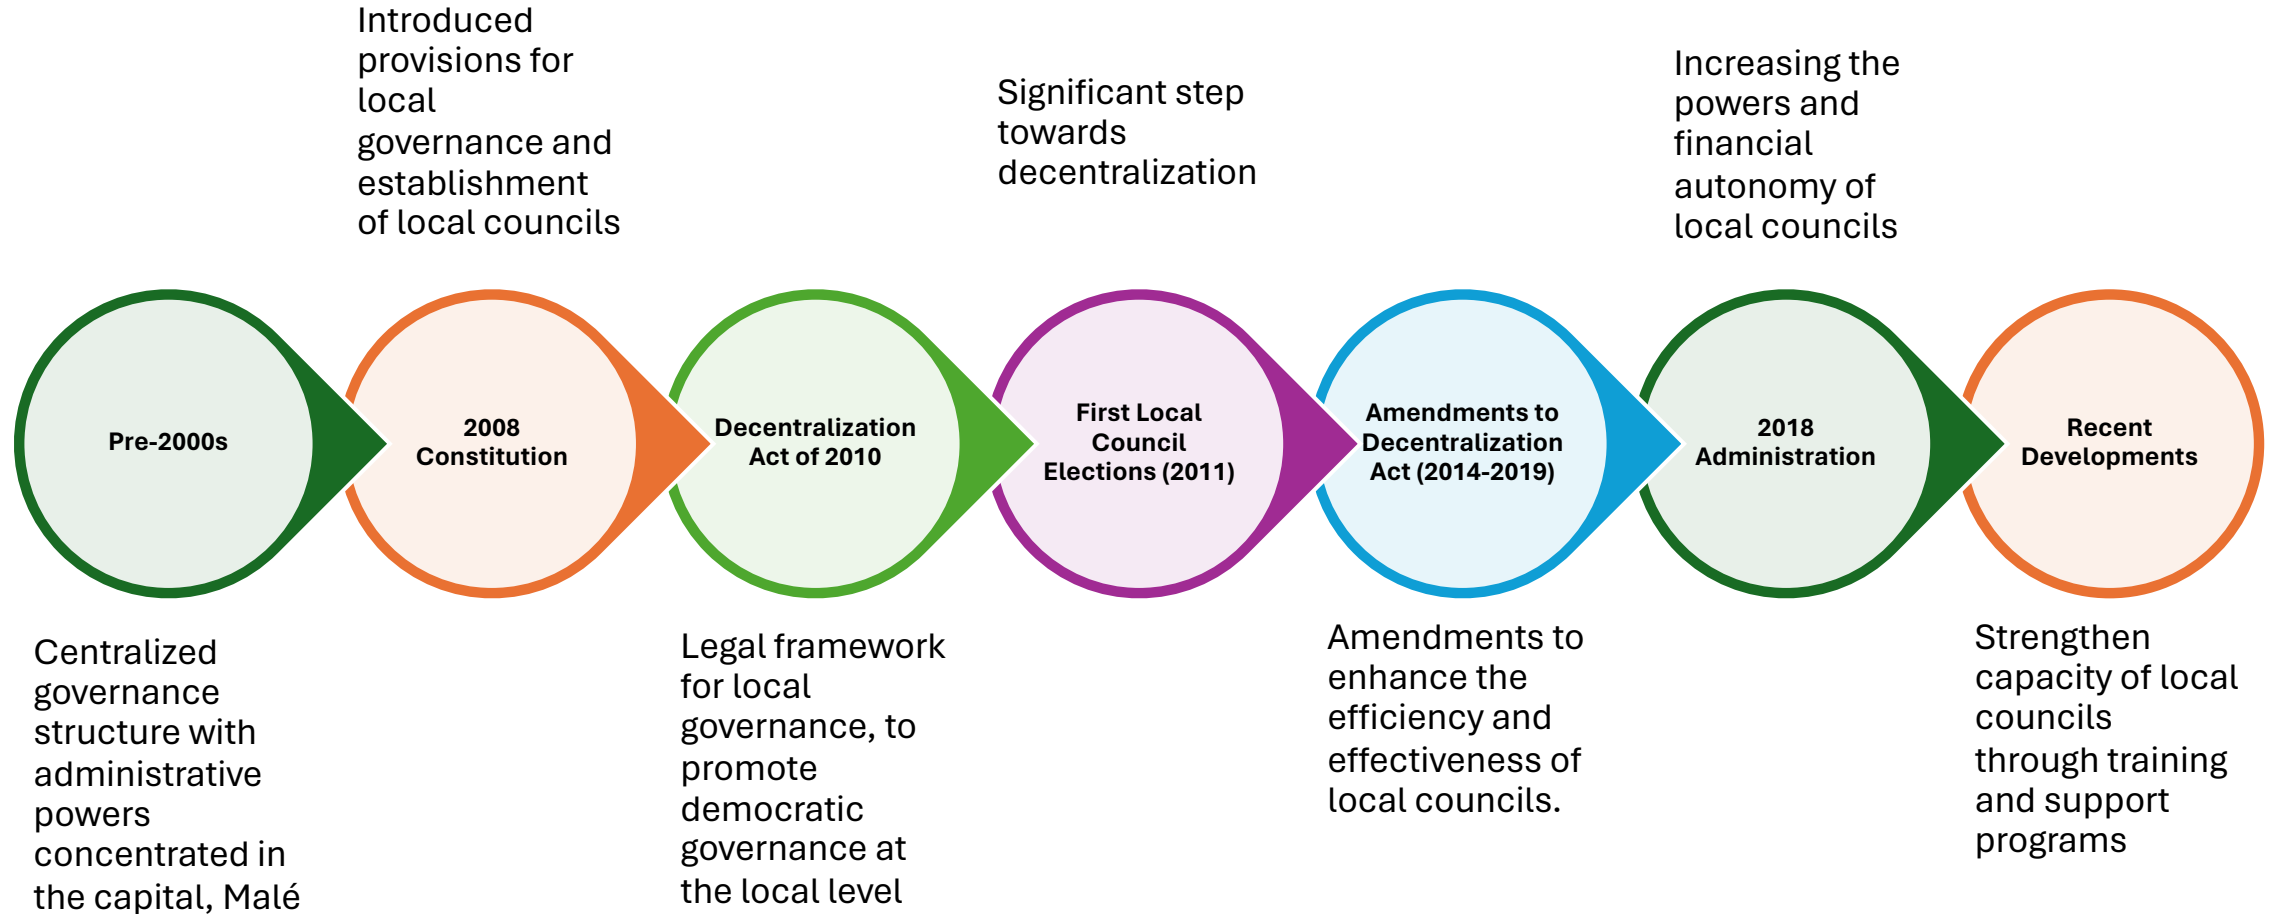 Introduced
provisions for
local
governance and
establishment
of local councils
Significant step
towards
decentralization
Increasing the
powers and
financial
autonomy of
local councils
Pre-2000s
2008
Constitution
Decentralization
Act of 2010
First Local
Council
Elections (2011)
Amendments to
Decentralization
Act (2014-2019)
2018
Administration
Recent
Developments
Centralized
governance
structure with
administrative
powers
concentrated in
the capital, Malé
Legal framework
for local
governance, to
promote
democratic
governance at
the local level
Amendments to
enhance the
efficiency and
effectiveness of
local councils.
Strengthen
capacity of local
councils
through training
and support
programs